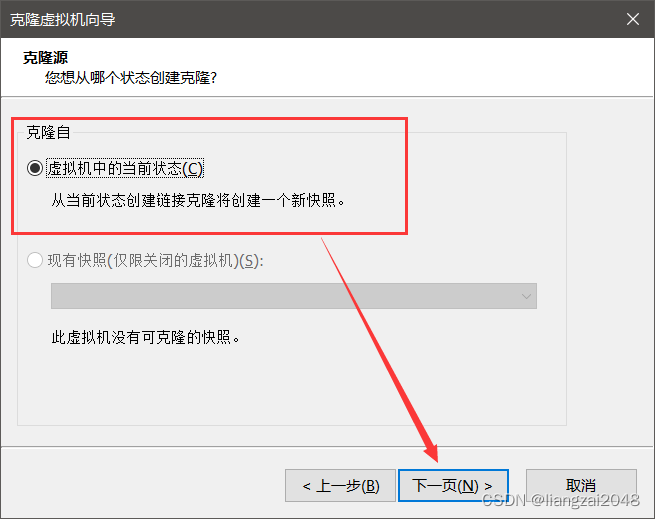 克隆虚拟机向导
克隆源
您想从哪个状态创建克隆?
克隆自
虚拟机中的当前状态(C)
从当前状态创建链接克隆将创建一个新快照。
现有快照(仅限关闭的虚拟机)(S):
此虚拟机没有可克隆的快照。
< 上一步(B)
下一页(N) >
取消
CSDN @liangzai2048